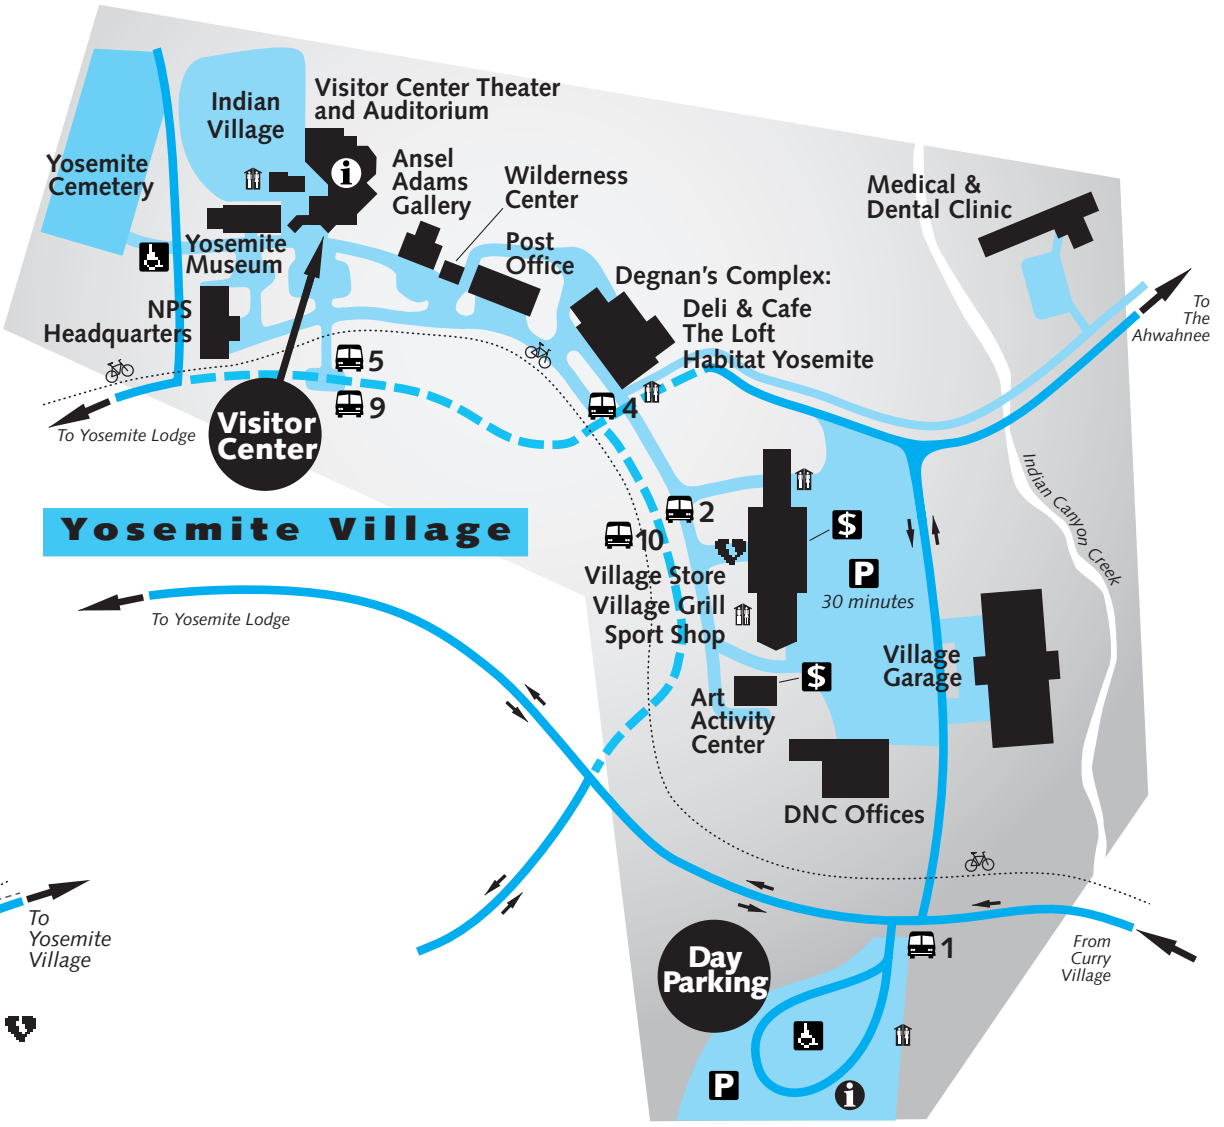 Visitor Center Theater
and Auditorium
Indian
Village
Yosemite
Cemetery
Ansel
Adams
Gallery
Wilderness
Center
Medical &
Dental Clinic
Yosemite
Museum
Post
Office
Degnan's Complex:
Deli & Cafe
The Loft
Habitat Yosemite
NPS
Headquarters
To
The
Ahwahnee
5
9
4
To Yosemite Lodge
Visitor
Center
Indian Canyon Creek
2
10
$
Yosemite Village
P
30 minutes
Village Store
Village Grill
Sport Shop
To Yosemite Lodge
Village
Garage
$
Art
Activity
Center
DNC Offices
To
Yosemite
Village
Day
Parking
1
From
Curry
Village
P
i
i